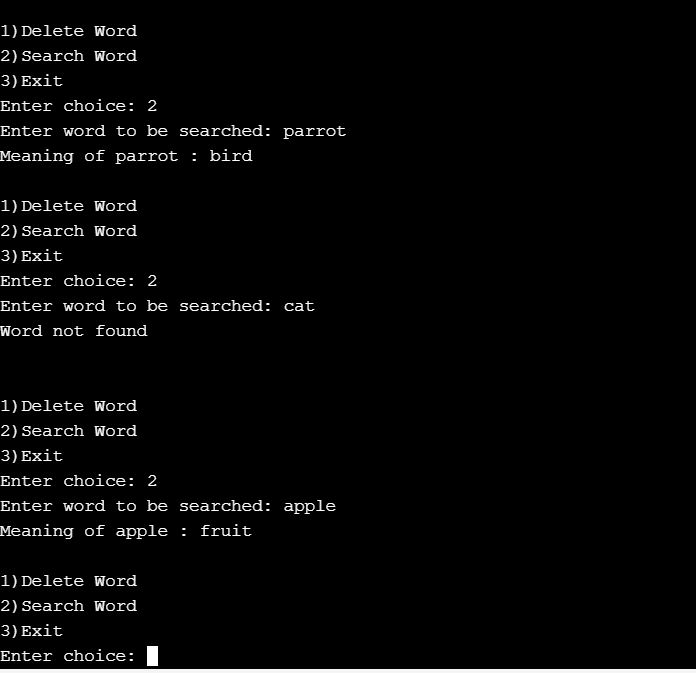 1)Delete Word
2)Search Word
3)Exit
Enter choice: 2
Enter word to be searched: parrot
Meaning of parrot : bird
1)Delete Word
2)Search Word
3)Exit
Enter choice: 2
Enter word to be searched: cat
Word not found
1)Delete Word
2)Search Word
3)Exit
Enter choice: 2
Enter word to be searched: apple
Meaning of apple : fruit
1)Delete Word
2)Search Word
3)Exit
Enter choice: